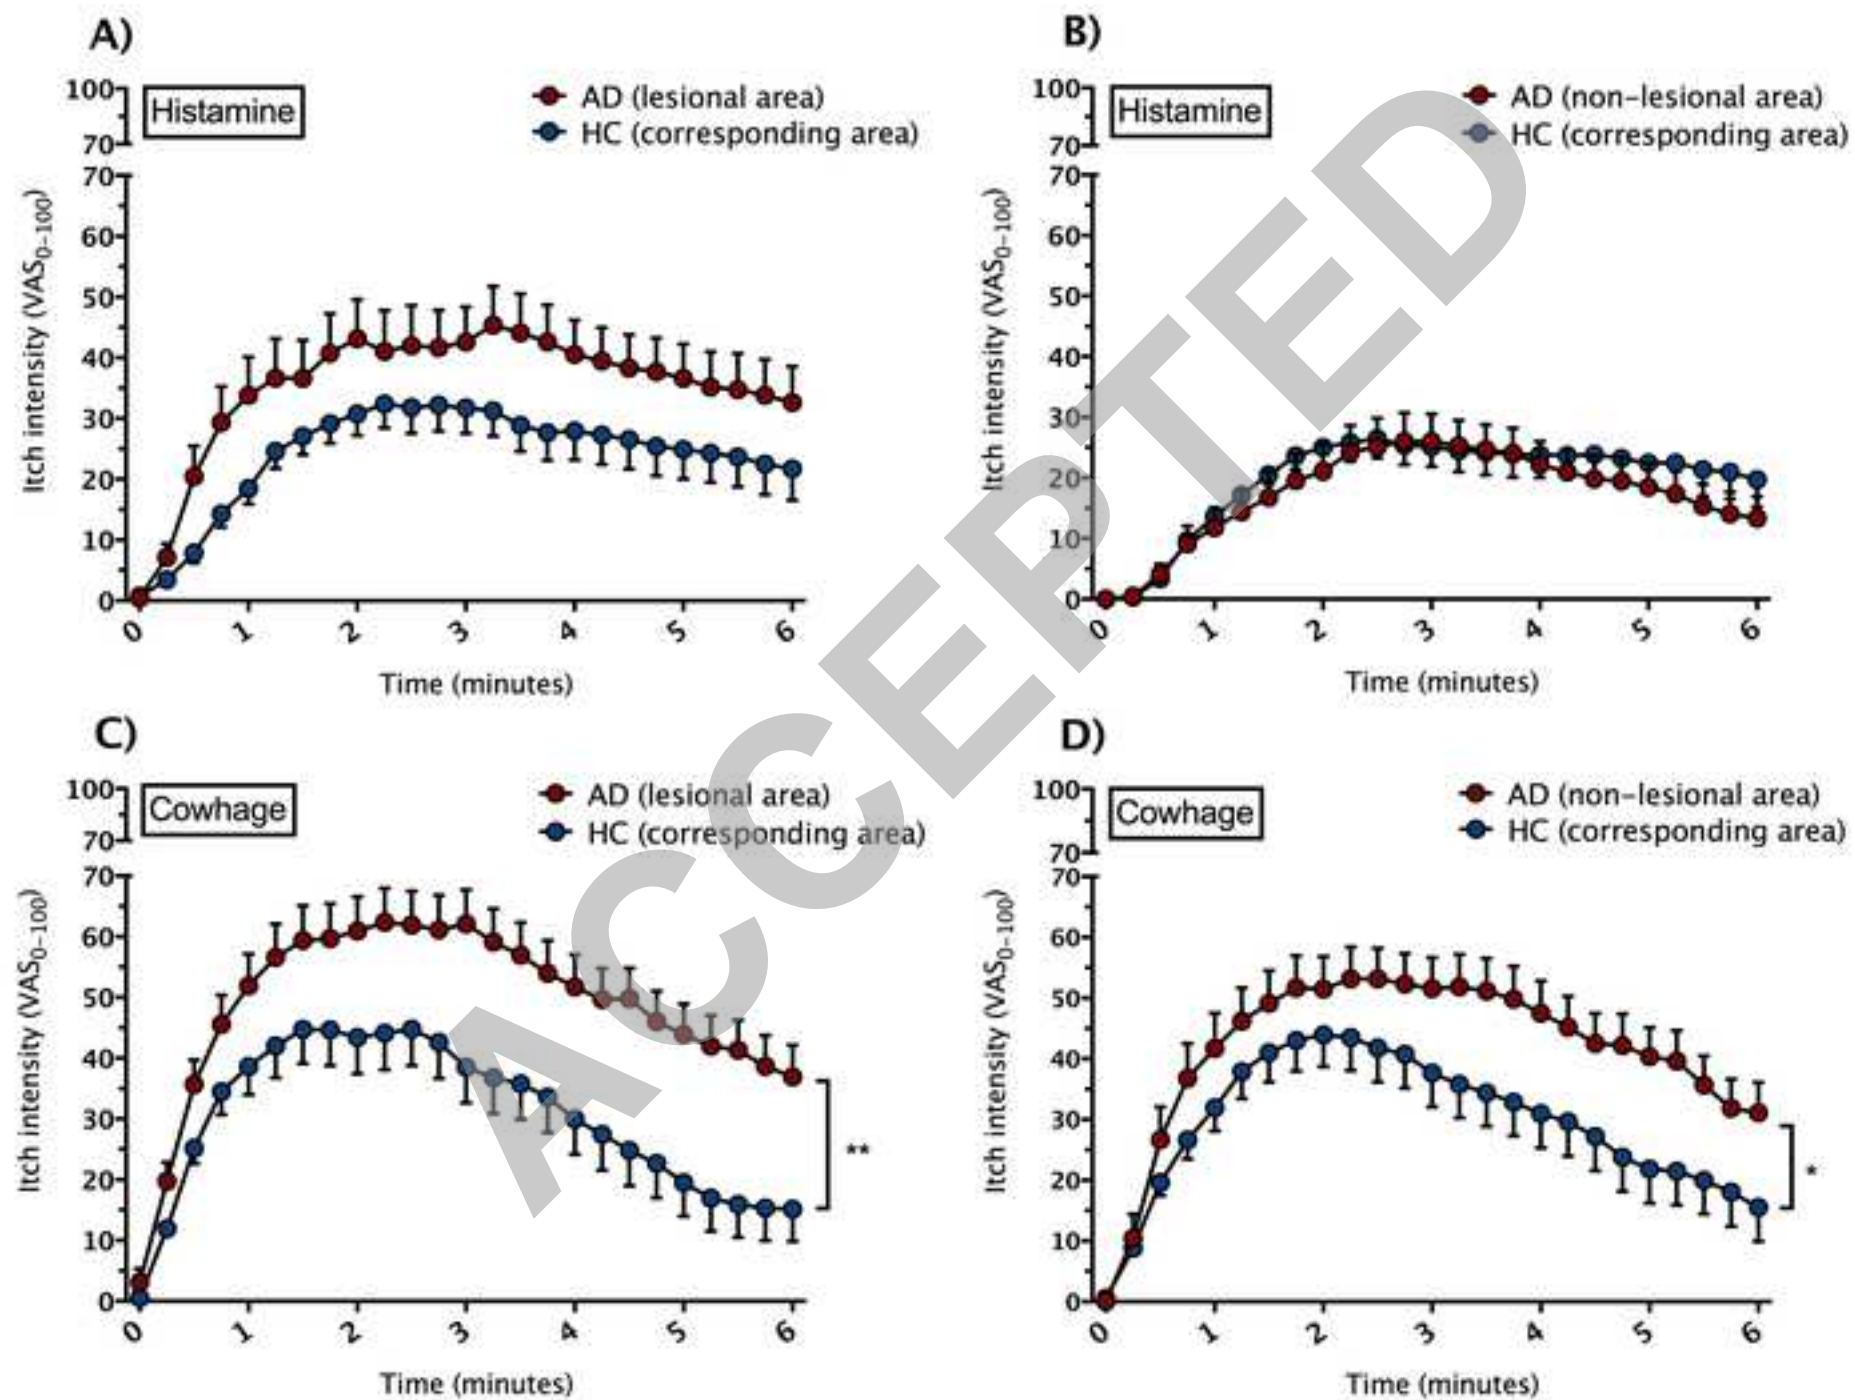 A)
Histamine
AD (lesional area)
HC (corresponding area)
100
70
70
60
50
40
30
20
10
0
Itch intensity (VAS0-100)
0 1 2 3 4 5 6
Time (minutes)
B)
Histamine
AD (non-lesional area)
HC (corresponding area)
100
70
70
60
50
40
30
20
10
0
Itch intensity (VAS0-100)
0 1 2 3 4 5 6
Time (minutes)
C)
Cowhage
AD (lesional area)
HC (corresponding area)
100
70
70
60
50
40
30
20
10
0
Itch intensity (VAS0-100)
**
0 1 2 3 4 5 6
Time (minutes)
D)
Cowhage
AD (non-lesional area)
HC (corresponding area)
100
70
70
60
50
40
30
20
10
0
Itch intensity (VAS0-100)
*
0 1 2 3 4 5 6
Time (minutes)
ACCEPTED